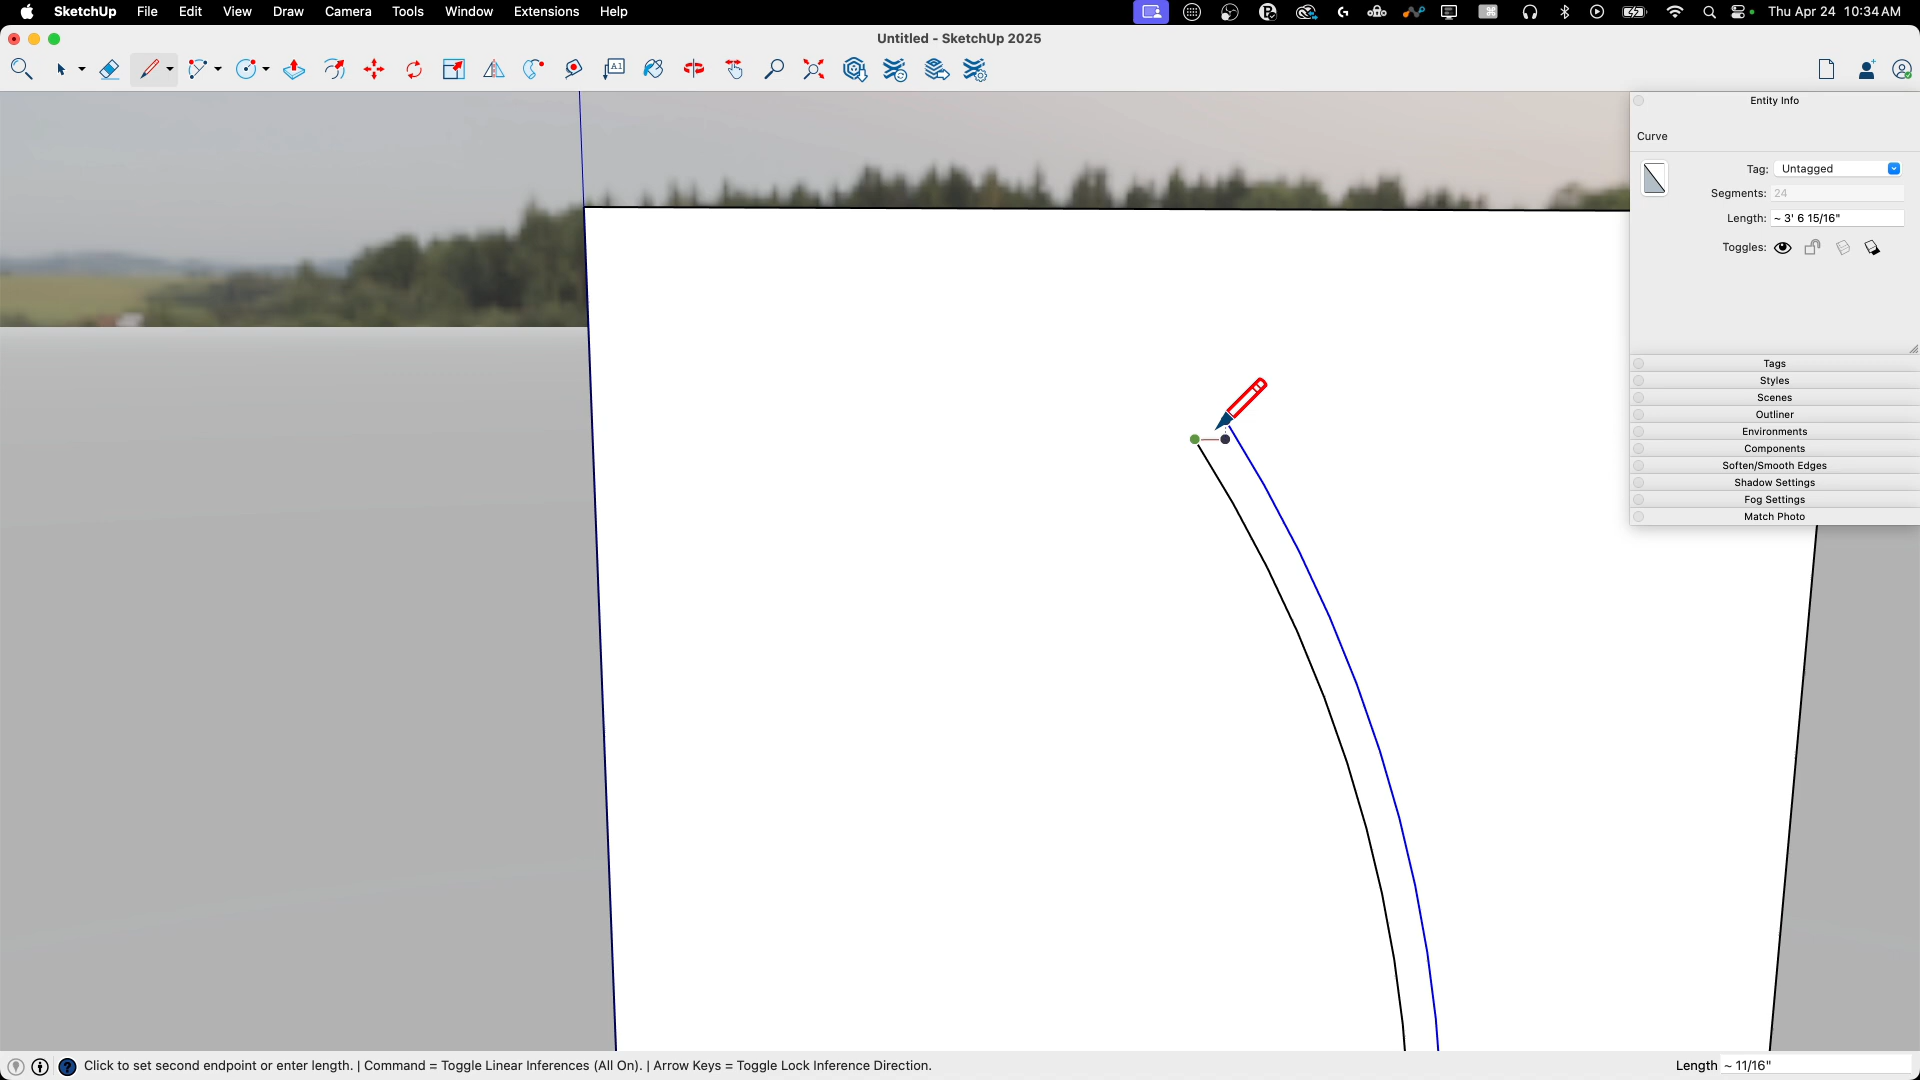 SketchUp File Edit View Draw Camera Tools Window Extensions Help Thu Apr 24 10:34 AM
Untitled - SketchUp 2025
A1
Entity Info
Curve
Tag: Untagged
Segments: 24
Length: ~ 3' 6 15/16"
Toggles:
Tags
Styles
Scenes
Outliner
Environments
Components
Soften/Smooth Edges
Shadow Settings
Fog Settings
Match Photo
Click to set second endpoint or enter length. | Command = Toggle Linear Inferences (All On). | Arrow Keys = Toggle Lock Inference Direction. Length ~ 11/16"